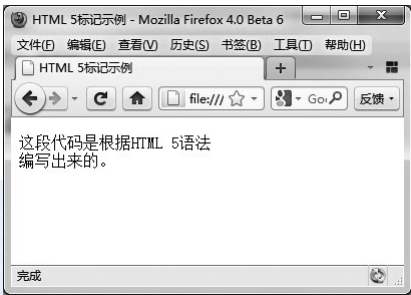 HTML 5标记示例 - Mozilla Firefox 4.0 Beta 6
文件(F) 编辑(E) 查看(V) 历史(S) 书签(B) 工具(T) 帮助(H)
HTML 5标记示例
file:/// Go 反馈
这段代码是根据HTML 5语法
编写出来的。
完成